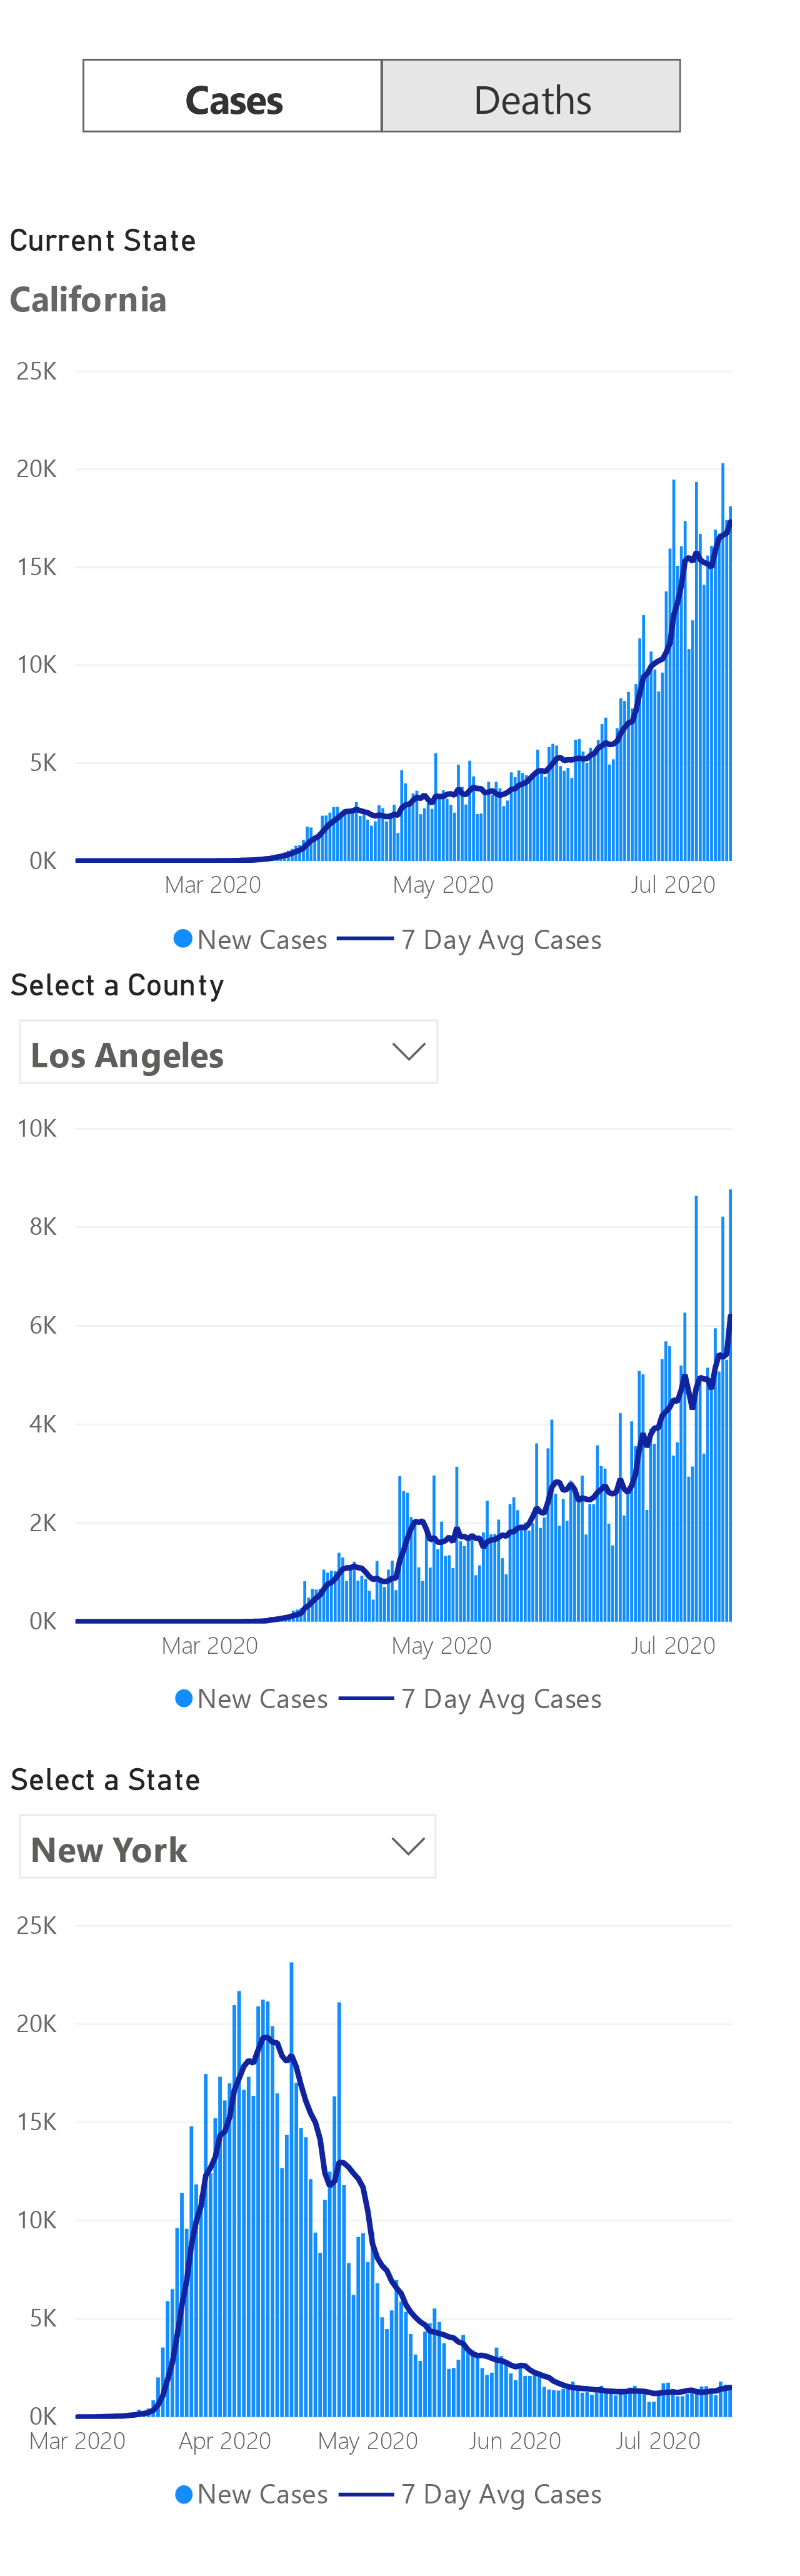 Cases Deaths
Current State
California
25K
20K
15K
10K
5K
0K
Mar 2020 May 2020 Jul 2020
New Cases 7 Day Avg Cases
Select a County
Los Angeles
10K
8K
6K
4K
2K
0K
Mar 2020 May 2020 Jul 2020
New Cases 7 Day Avg Cases
Select a State
New York
25K
20K
15K
10K
5K
0K
Mar 2020 Apr 2020 May 2020 Jun 2020 Jul 2020
New Cases 7 Day Avg Cases